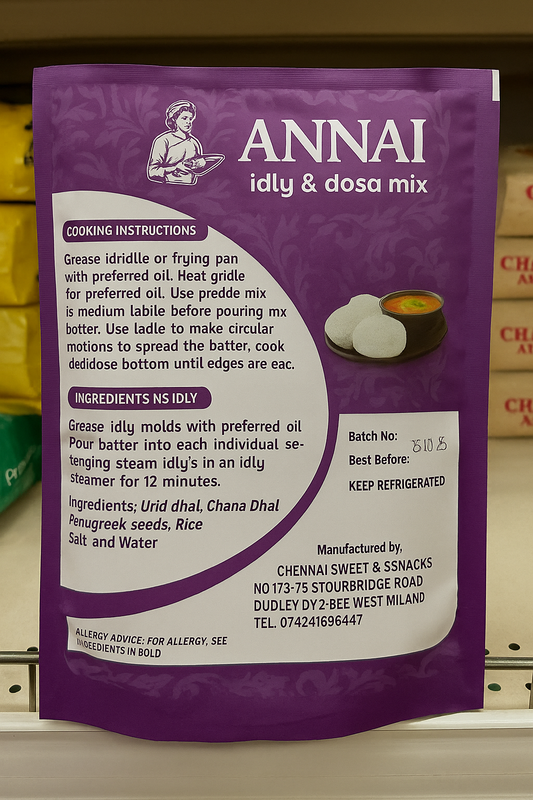 ANNAI
idly & dosa mix
COOKING INSTRUCTIONS
Grease idridlle or frying pan
with preferred oil. Heat gridle
for preferred oil. Use predde mix
is medium labile before pouring mx
botter. Use ladle to make circular
motions to spread the batter, cook
dedidose bottom until edges are eac.
INGREDIENTS NS IDLY
Grease idly molds with preferred oil
Pour batter into each individual se-
tenging steam idly's in an idly
steamer for 12 minutes.
Ingredients; Urid dhal, Chana Dhal
Penugreek seeds, Rice
Salt and Water
Batch No:
Best Before:
KEEP REFRIGERATED
Manufactured by,
CHENNAI SWEET & SSNACKS
NO 173-75 STOURBRIDGE ROAD
DUDLEY DY2-BEE WEST MILAND
TEL. 074241696447
ALLERGY ADVICE: FOR ALLERGY, SEE
INGEEDIENTS IN BOLD